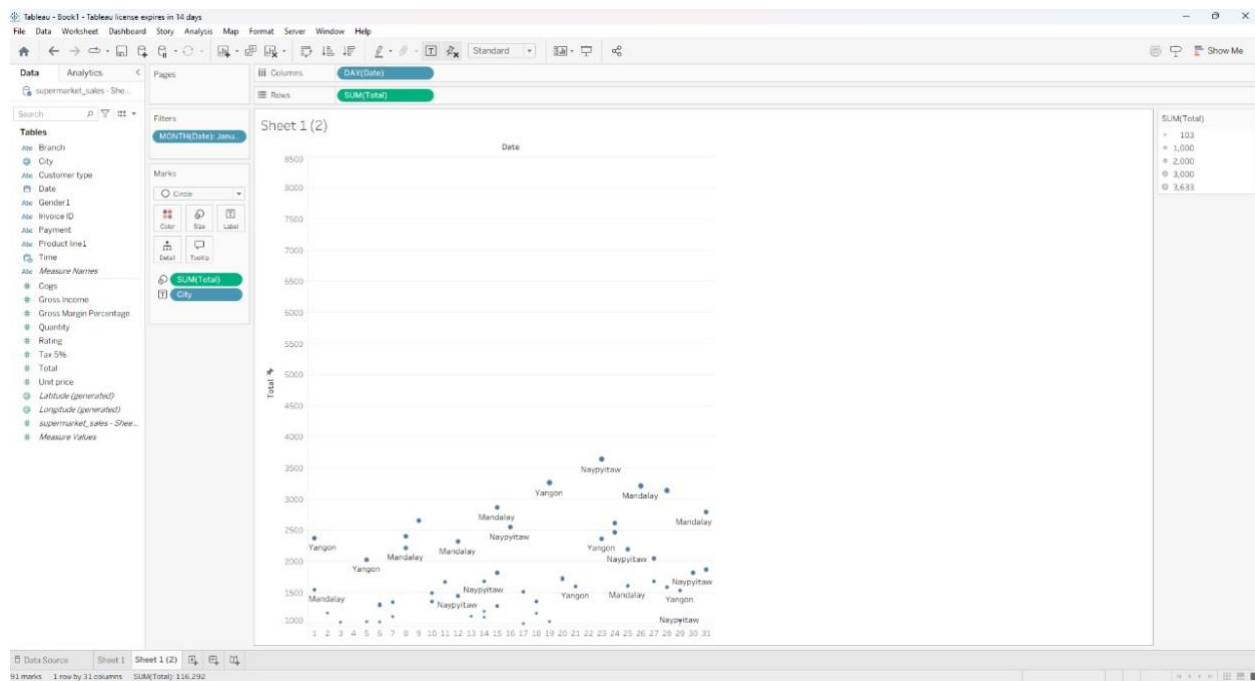 Tableau - Book1 - Tableau license expires in 14 days
File Data Worksheet Dashboard Story Analysis Map Format Server Window Help
Standard
Show Me
Data Analytics
Pages
Columns
DAY(Date)
supermarket_sales - She...
Rows
SUM(Total)
Search
Tables
Abc Branch
City
Abc Customer type
Date
Abc Gender1
Abc Invoice ID
Abc Payment
Abc Product line1
Time
Abc Measure Names
# Cogs
# Gross Income
# Gross Margin Percentage
# Quantity
# Rating
# Tax 5%
# Total
# Unit price
Latitude (generated)
Longitude (generated)
# supermarket_sales - Shee...
# Measure Values
Filters
MONTH(Date): Janu..
Marks
Circle
Color Size Label
Detail Tooltip
SUM(Total)
City
Sheet 1 (2)
Date
8500
8000
7500
7000
6500
6000
5500
5000
4500
4000
3500
3000
2500
2000
1500
1000
Total
Naypyitaw
Yangon
Mandalay
Mandalay
Mandalay
Naypyitaw
Yangon
Mandalay
Mandalay
Yangon
Naypyitaw
Yangon
Naypyitaw
Naypyitaw
Mandalay
Naypyitaw
Yangon
Mandalay
Yangon
Naypyitaw
1 2 3 4 5 6 7 8 9 10 11 12 13 14 15 16 17 18 19 20 21 22 23 24 25 26 27 28 29 30 31
SUM(Total)
103
1,000
2,000
3,000
3,633
Data Source Sheet 1 Sheet 1 (2)
91 marks 1 row by 31 columns SUM(Total): 116,292